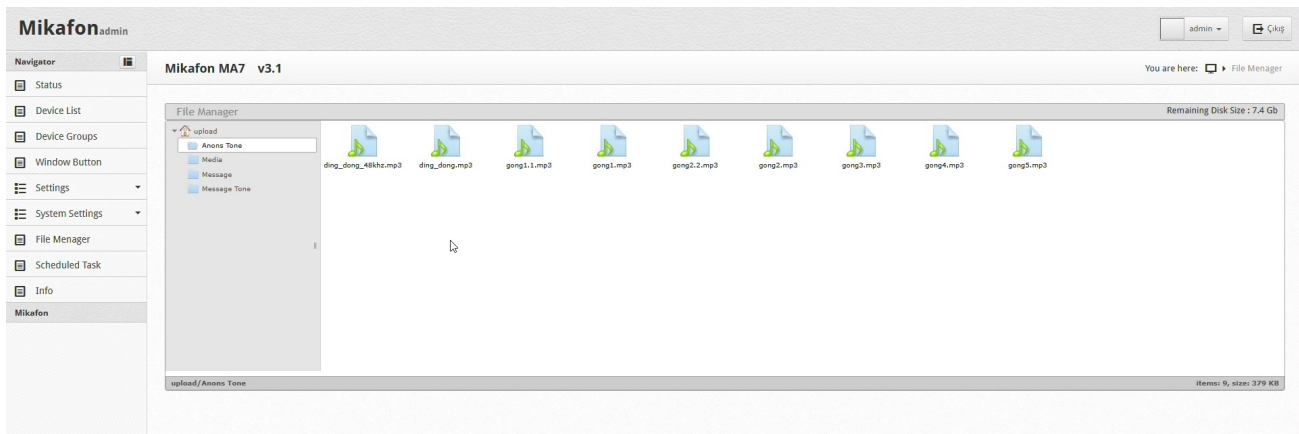 Mikafonadmin
admin
Çıkış
Navigator
Status
Device List
Device Groups
Window Button
Settings
System Settings
File Menager
Scheduled Task
Info
Mikafon
Mikafon MA7 v3.1
You are here: File Menager
File Manager
Remaining Disk Size : 7.4 Gb
upload
Anons Tone
Media
Message
Message Tone
ding_dong_48khz.mp3 ding_dong.mp3 gong1.1.mp3 gong1.mp3 gong2.2.mp3 gong2.mp3 gong3.mp3 gong4.mp3 gong5.mp3
upload/Anons Tone
items: 9, size: 379 KB